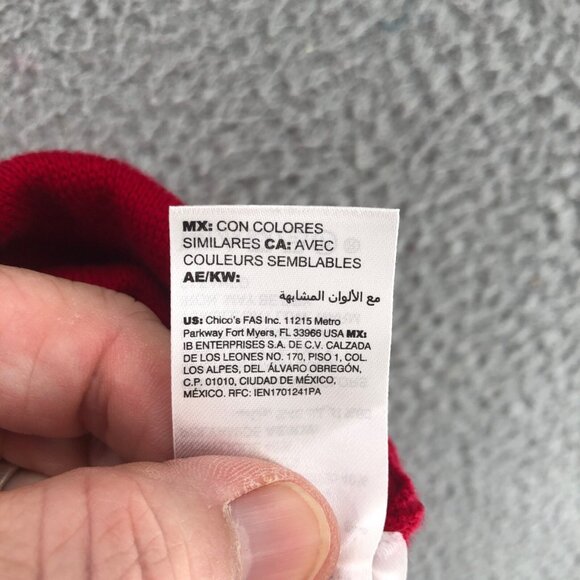 MX: CON COLORES
SIMILARES CA: AVEC
COULEURS SEMBLABLES
AE/KW:
مع الألوان المشابهة
US: Chico's FAS Inc. 11215 Metro
Parkway Fort Myers, FL 33966 USA MX:
IB ENTERPRISES S.A. DE C.V. CALZADA
DE LOS LEONES NO. 170, PISO 1, COL.
LOS ALPES, DEL. ÁLVARO OBREGÓN,
C.P. 01010, CIUDAD DE MÉXICO,
MÉXICO. RFC: IEN1701241PA